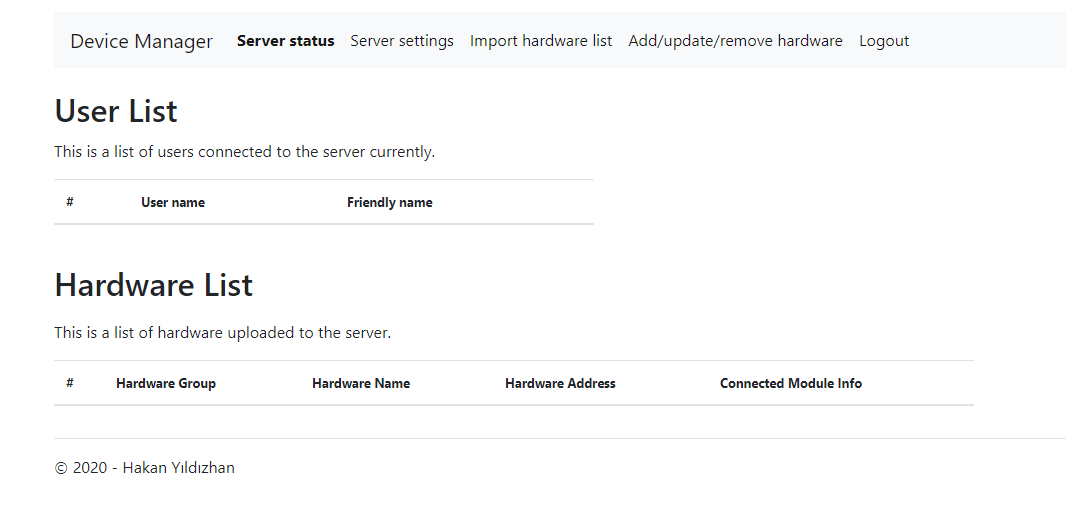 Device Manager Server status Server settings Import hardware list Add/update/remove hardware Logout
User List
This is a list of users connected to the server currently.
# User name Friendly name
Hardware List
This is a list of hardware uploaded to the server.
# Hardware Group Hardware Name Hardware Address Connected Module Info
© 2020 - Hakan Yıldızhan